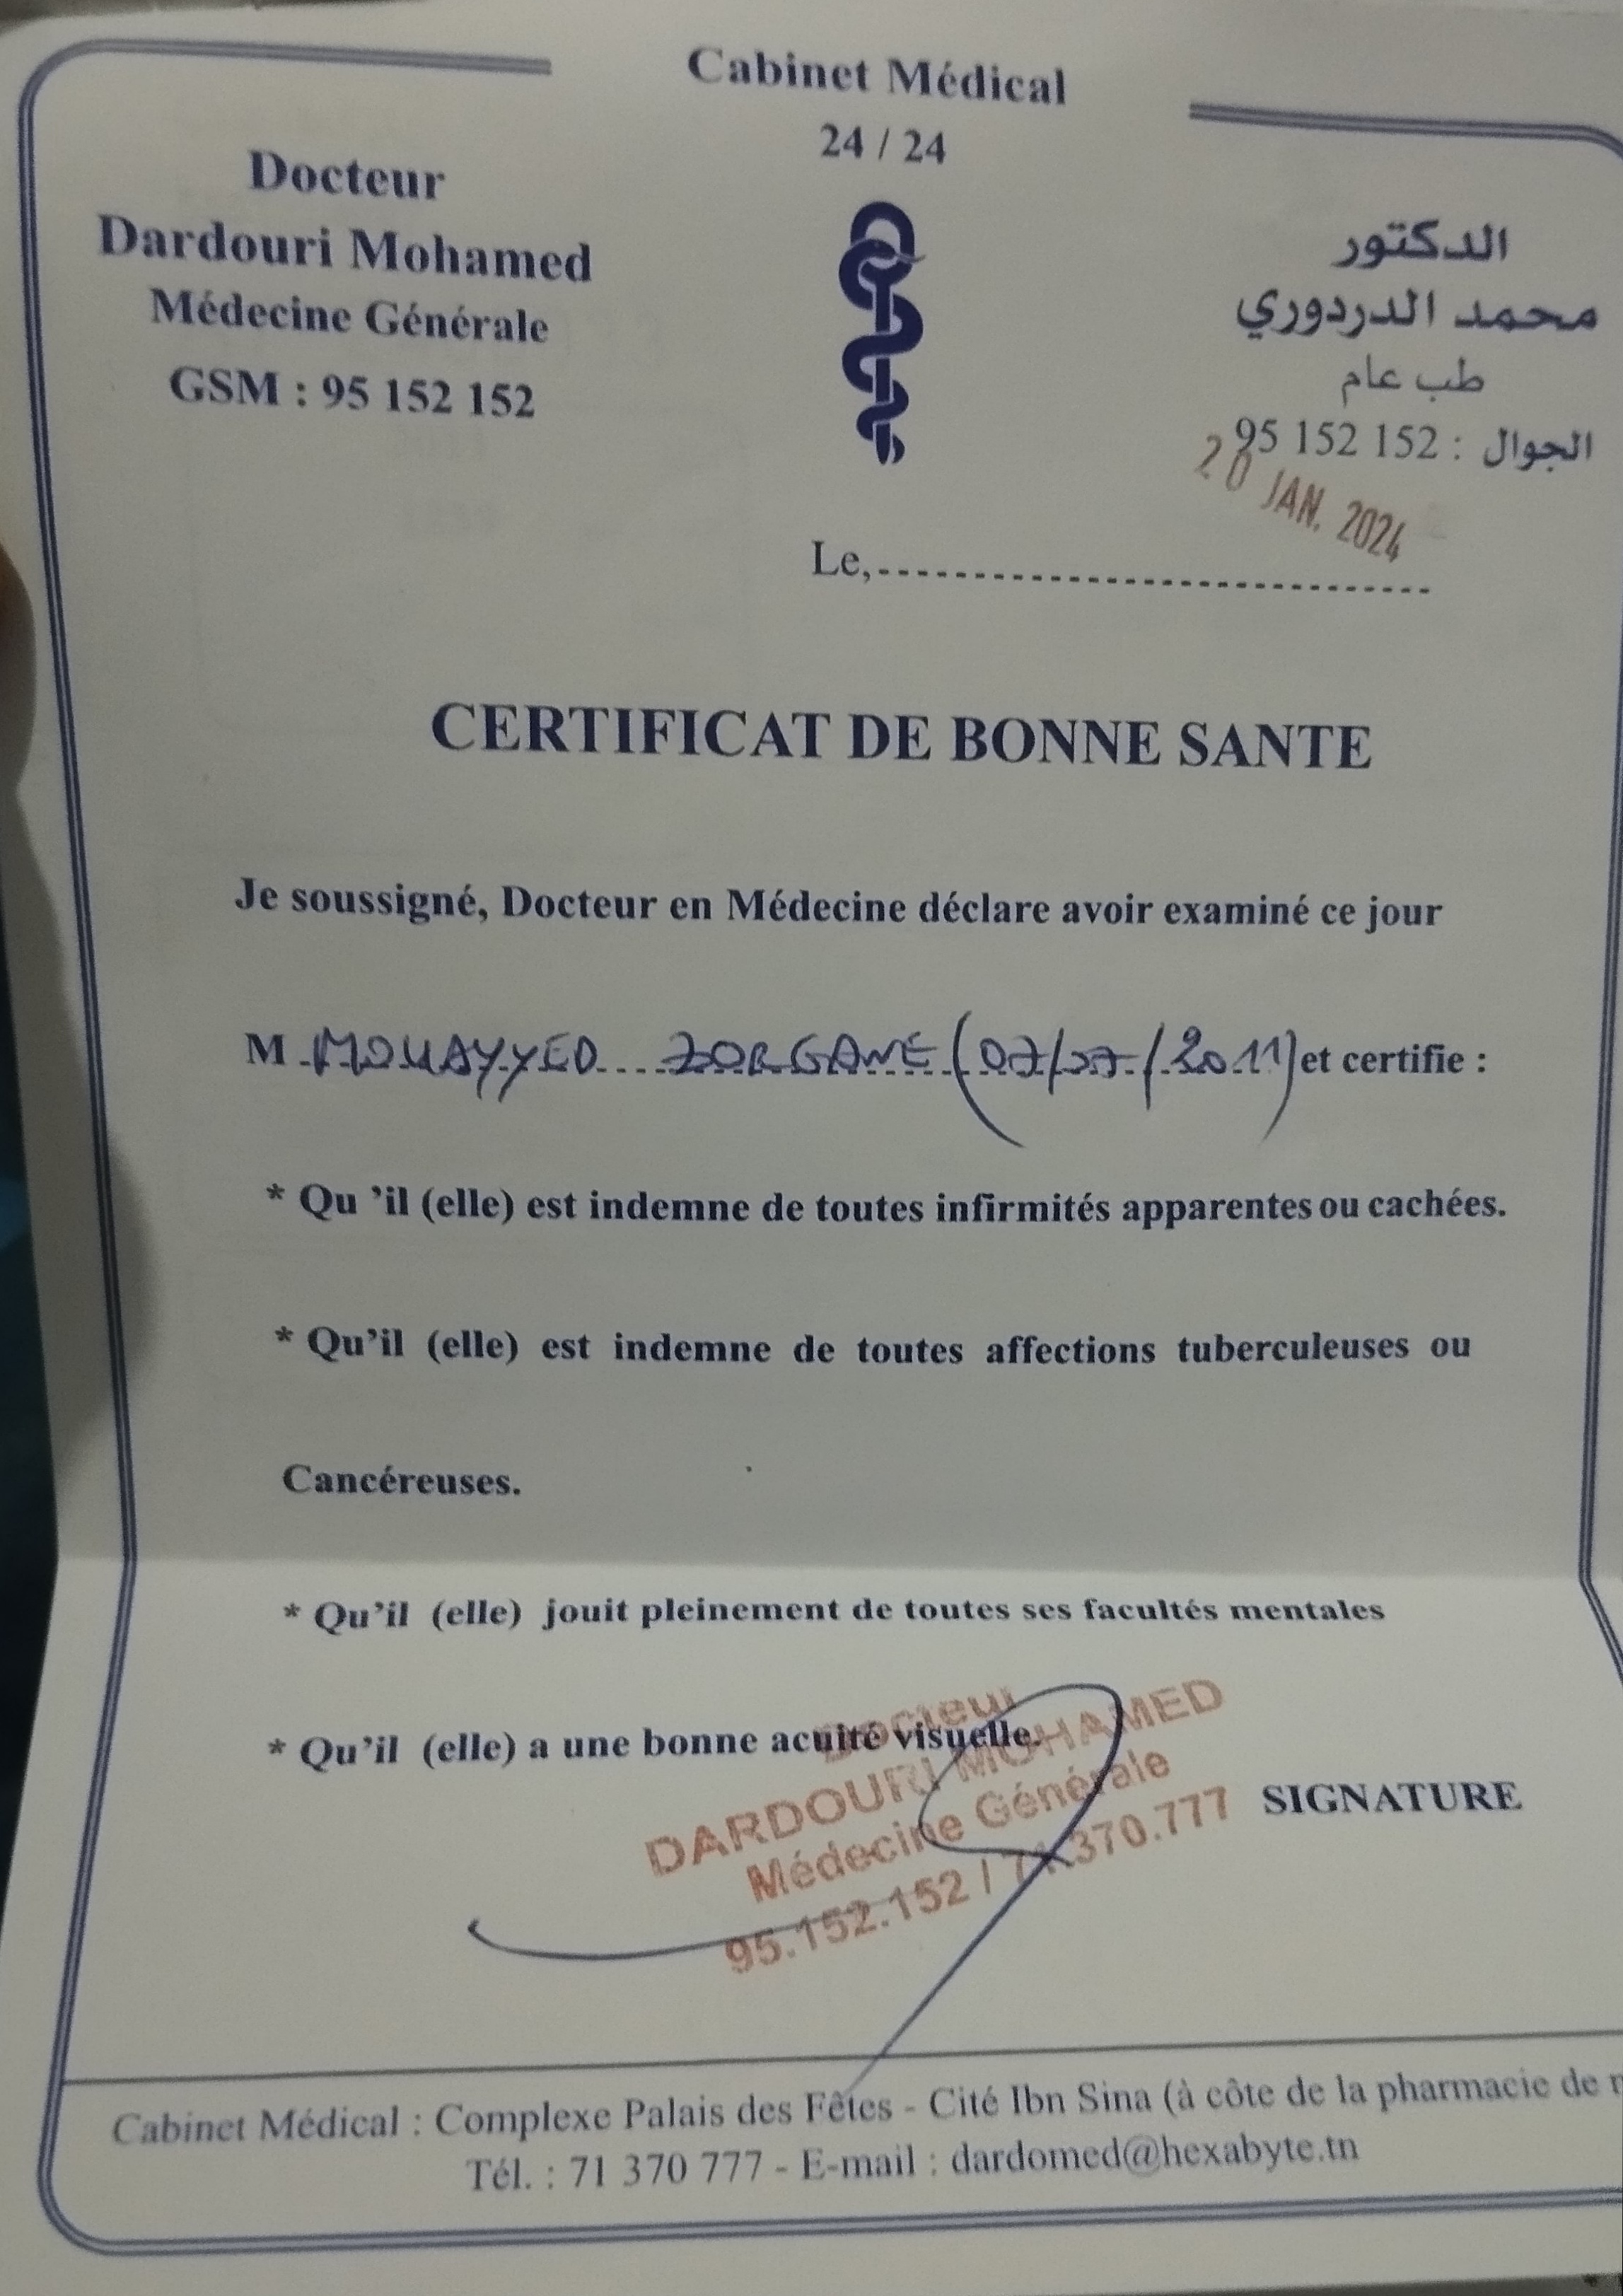 Cabinet Médical
24 / 24
Docteur
Dardouri Mohamed
Médecine Générale
GSM : 95 152 152
الدكتور
محمد الدردوري
طب عام
الجوال : 95 152 152
20 JAN. 2024
Le,
CERTIFICAT DE BONNE SANTE
Je soussigné, Docteur en Médecine déclare avoir examiné ce jour
M MOUAYYED ZORGANE (07/07/2011) et certifie :
* Qu 'il (elle) est indemne de toutes infirmités apparentes ou cachées.
* Qu'il (elle) est indemne de toutes affections tuberculeuses ou
Cancéreuses.
* Qu'il (elle) jouit pleinement de toutes ses facultés mentales
* Qu'il (elle) a une bonne acuité visuelle.
Docteur
DARDOURI MOHAMED
Médecine Générale
95.152.152 / 71.370.777
SIGNATURE
Cabinet Médical : Complexe Palais des Fêtes - Cité Ibn Sina (à côte de la pharmacie de
Tél. : 71 370 777 - E-mail : dardomed@hexabyte.tn